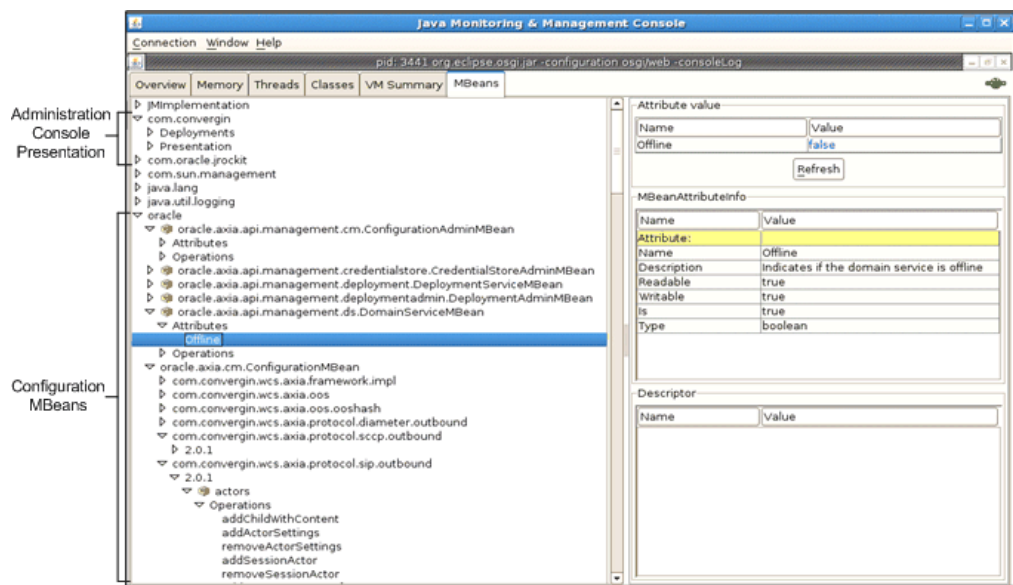 Java Monitoring & Management Console
Connection Window Help
pid: 3441 org.eclipse.osgi.jar -configuration osgi/web -consoleLog
Overview Memory Threads Classes VM Summary MBeans
Administration
Console
Presentation
Configuration
MBeans
JMImplementation
com.convergin
Deployments
Presentation
com.oracle.jrockit
com.sun.management
java.lang
java.util.logging
oracle
oracle.axia.api.management.cm.ConfigurationAdminMBean
Attributes
Operations
oracle.axia.api.management.credentialstore.CredentialStoreAdminMBean
oracle.axia.api.management.deployment.DeploymentServiceMBean
oracle.axia.api.management.deploymentadmin.DeploymentAdminMBean
oracle.axia.api.management.ds.DomainServiceMBean
Attributes
Offline
Operations
oracle.axia.cm.ConfigurationMBean
com.convergin.wcs.axia.framework.impl
com.convergin.wcs.axia.oos
com.convergin.wcs.axia.oos.ooshash
com.convergin.wcs.axia.protocol.diameter.outbound
com.convergin.wcs.axia.protocol.sccp.outbound
2.0.1
com.convergin.wcs.axia.protocol.sip.outbound
2.0.1
actors
Operations
addChildWithContent
addActorSettings
removeActorSettings
addSessionActor
removeSessionActor
Attribute value
Name Value
Offline false
Refresh
MBeanAttributeInfo
Name Value
Attribute:
Name Offline
Description Indicates if the domain service is offline
Readable true
Writable true
Is true
Type boolean
Descriptor
Name Value